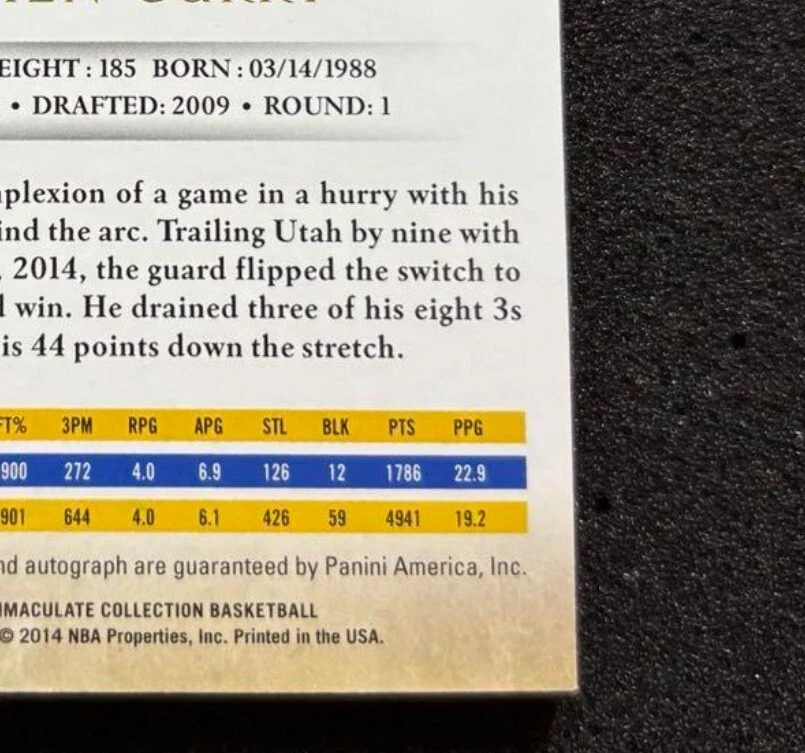 EIGHT : 185 BORN : 03/14/1988
• DRAFTED: 2009 • ROUND: 1
plexion of a game in a hurry with his
ind the arc. Trailing Utah by nine with
, 2014, the guard flipped the switch to
win. He drained three of his eight 3s
is 44 points down the stretch.
FT% 3PM RPG APG STL BLK PTS PPG
900 272 4.0 6.9 126 12 1786 22.9
901 644 4.0 6.1 426 59 4941 19.2
nd autograph are guaranteed by Panini America, Inc.
MACULATE COLLECTION BASKETBALL
© 2014 NBA Properties, Inc. Printed in the USA.